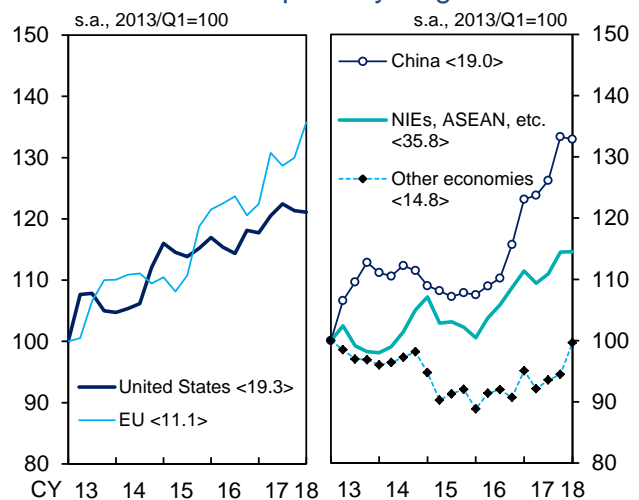 s.a., 2013/Q1=100
s.a., 2013/Q1=100
150
140
130
120
110
100
90
80
United States <19.3>
EU <11.1>
CY 13 14 15 16 17 18
China <19.0>
NIEs, ASEAN, etc.
<35.8>
Other economies
<14.8>
150
140
130
120
110
100
90
80
13 14 15 16 17 18